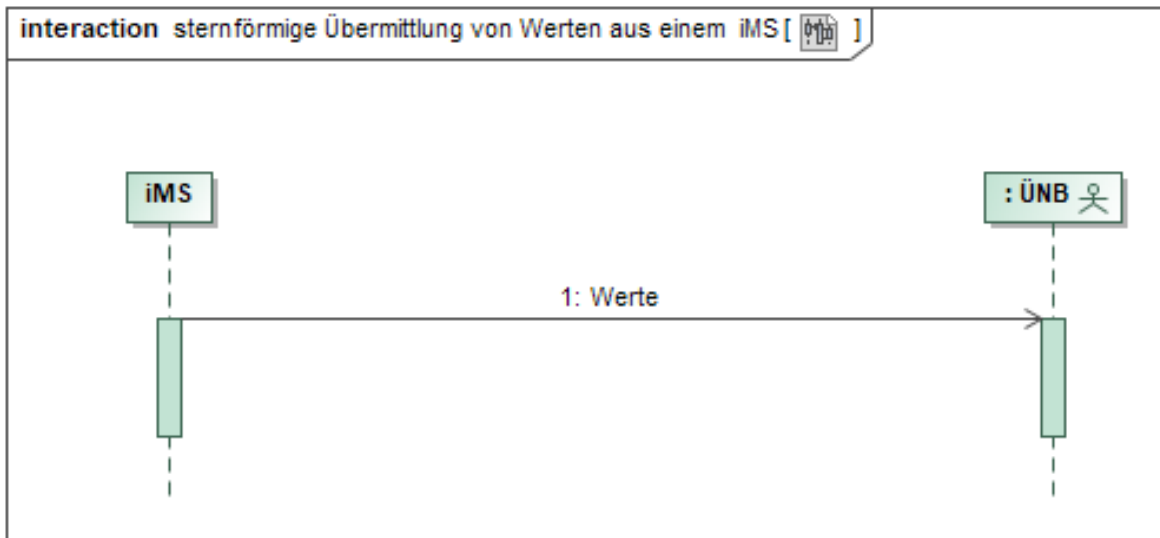 interaction sternförmige Übermittlung von Werten aus einem iMS [ ]
iMS
: ÜNB
1: Werte